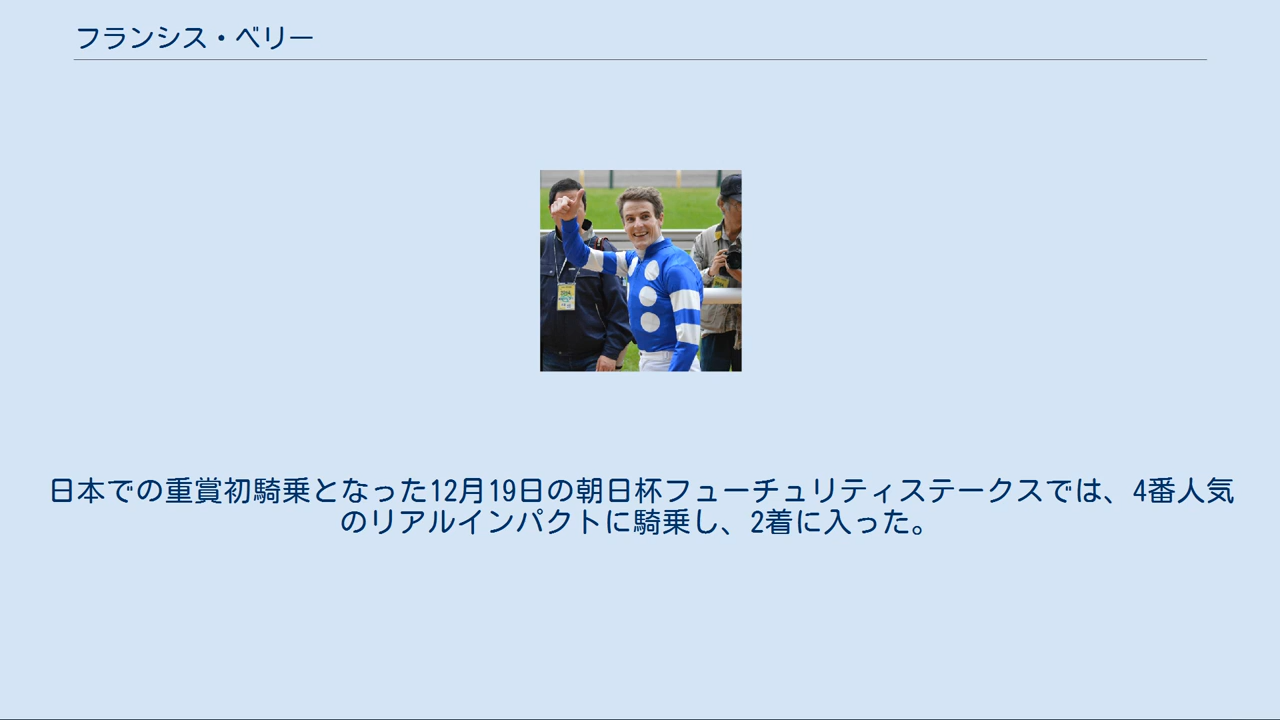 フランシス・ベリー
日本での重賞初騎乗となった12月19日の朝日杯フューチュリティステークスでは、4番人気
のリアルインパクトに騎乗し、2着に入った。